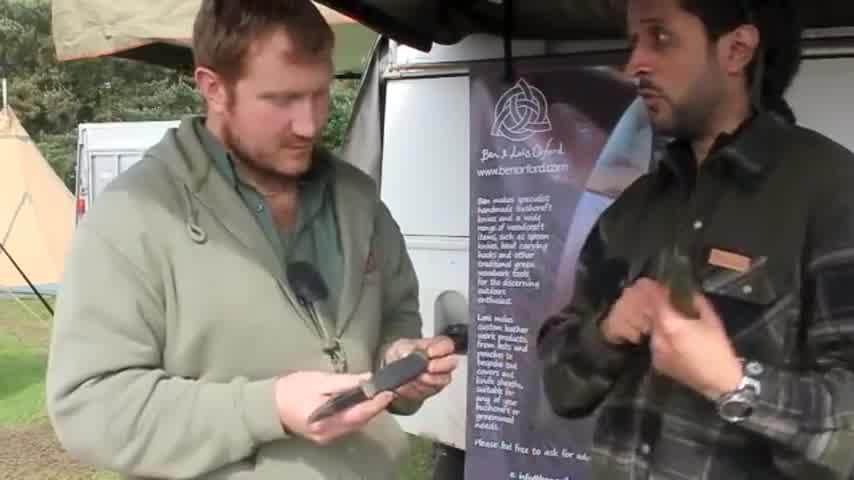 Ben & Lois Orford
www.benorford.com
Ben makes specialist
handmade bushcraft
knives and a wide
range of woodcraft
items, such as spoon
knives, bowl carving
hooks and other
traditional green
woodwork tools
for the discerning
outdoors
enthusiast.
Lois makes
custom leather
work products,
from belts and
pouches to
bespoke tool
covers and
knife sheaths,
suitable for
any of your
bushcraft or
greenwood
needs.
Please feel free to ask for